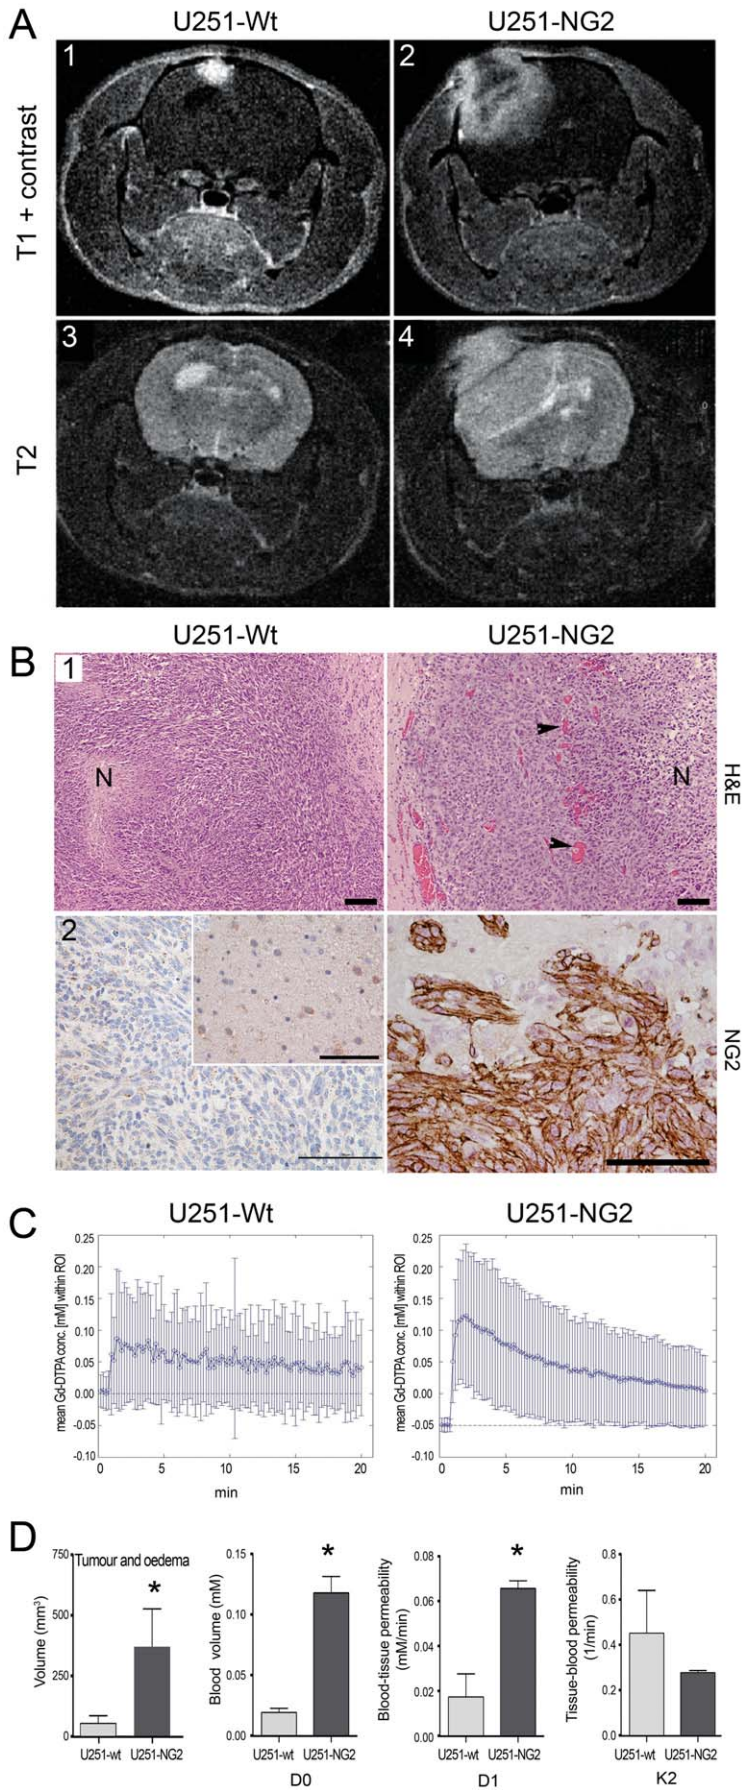 A
U251-Wt
U251-NG2
T1 + contrast
1
2
T2
3
4
B
U251-Wt
U251-NG2
1
N
N
H&E
2
NG2
C
U251-Wt
U251-NG2
mean Gd-DTPA conc. [mM] within ROI
0.25
0.20
0.15
0.10
0.05
0.00
-0.05
-0.10
0 5 10 15 20
min
mean Gd-DTPA conc. [mM] within ROI
0.25
0.20
0.15
0.10
0.05
0.00
-0.05
-0.10
0 5 10 15 20
min
D
Tumour and oedema
Volume (mm³)
750
500
250
0
*
U251-wt U251-NG2
Blood volume (mM)
0.15
0.10
0.05
0.00
*
U251-wt U251-NG2
D0
Blood-tissue permeability
(mM/min)
0.08
0.06
0.04
0.02
0.00
*
U251-wt U251-NG2
D1
Tissue-blood permeability
(1/min)
0.8
0.6
0.4
0.2
0.0
U251-wt U251-NG2
K2